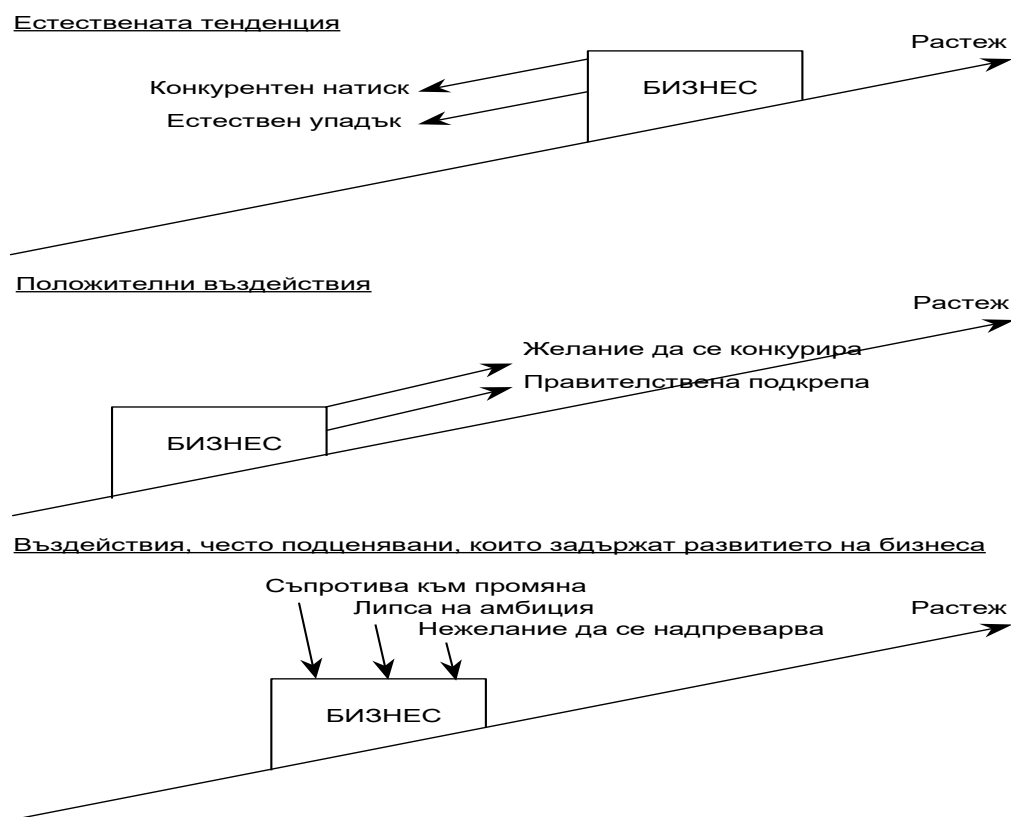 Естествената тенденция
Растеж
Конкурентен натиск
БИЗНЕС
Естествен упадък
Положителни въздействия
Растеж
Желание да се конкурира
Правителствена подкрепа
БИЗНЕС
Въздействия, често подценявани, които задържат развитието на бизнеса
Съпротива към промяна
Липса на амбиция
Растеж
Нежелание да се надпреварва
БИЗНЕС